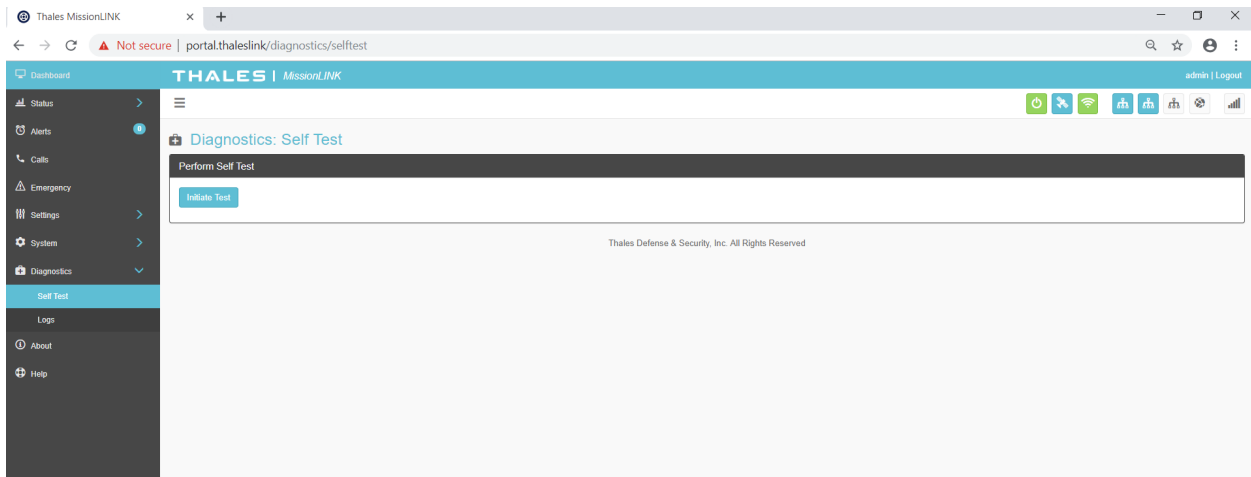 Thales MissionLINK
Not secure | portal.thaleslink/diagnostics/selftest
Dashboard
THALES | MissionLINK
admin | Logout
Status
Alerts
0
Calls
Emergency
Settings
System
Diagnostics
Self Test
Logs
About
Help
Diagnostics: Self Test
Perform Self Test
Initiate Test
Thales Defense & Security, Inc. All Rights Reserved